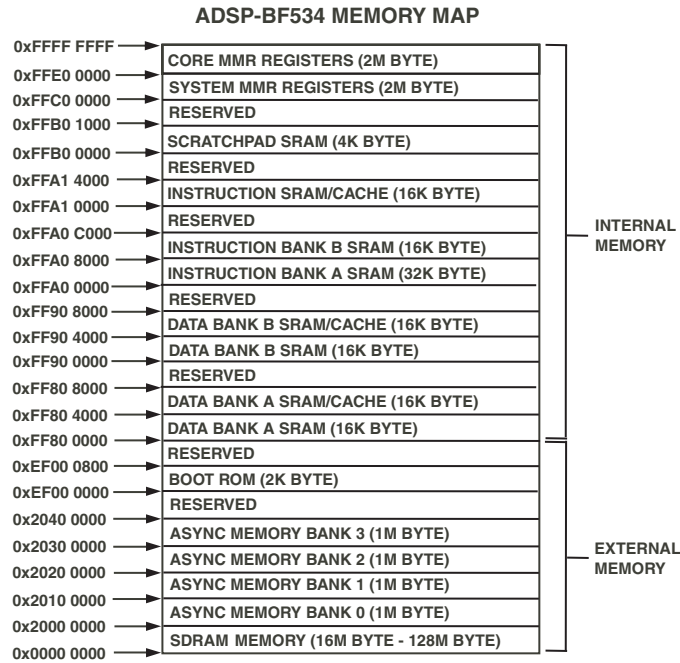 ADSP-BF534 MEMORY MAP
0xFFFF FFFF
CORE MMR REGISTERS (2M BYTE)
0xFFE0 0000
SYSTEM MMR REGISTERS (2M BYTE)
0xFFC0 0000
RESERVED
0xFFB0 1000
SCRATCHPAD SRAM (4K BYTE)
0xFFB0 0000
RESERVED
0xFFA1 4000
INSTRUCTION SRAM/CACHE (16K BYTE)
0xFFA1 0000
RESERVED
0xFFA0 C000
INSTRUCTION BANK B SRAM (16K BYTE)
0xFFA0 8000
INSTRUCTION BANK A SRAM (32K BYTE)
0xFFA0 0000
RESERVED
0xFF90 8000
DATA BANK B SRAM/CACHE (16K BYTE)
0xFF90 4000
DATA BANK B SRAM (16K BYTE)
0xFF90 0000
RESERVED
0xFF80 8000
DATA BANK A SRAM/CACHE (16K BYTE)
0xFF80 4000
DATA BANK A SRAM (16K BYTE)
0xFF80 0000
RESERVED
0xEF00 0800
BOOT ROM (2K BYTE)
0xEF00 0000
RESERVED
0x2040 0000
ASYNC MEMORY BANK 3 (1M BYTE)
0x2030 0000
ASYNC MEMORY BANK 2 (1M BYTE)
0x2020 0000
ASYNC MEMORY BANK 1 (1M BYTE)
0x2010 0000
ASYNC MEMORY BANK 0 (1M BYTE)
0x2000 0000
SDRAM MEMORY (16M BYTE - 128M BYTE)
0x0000 0000
INTERNAL
MEMORY
EXTERNAL
MEMORY